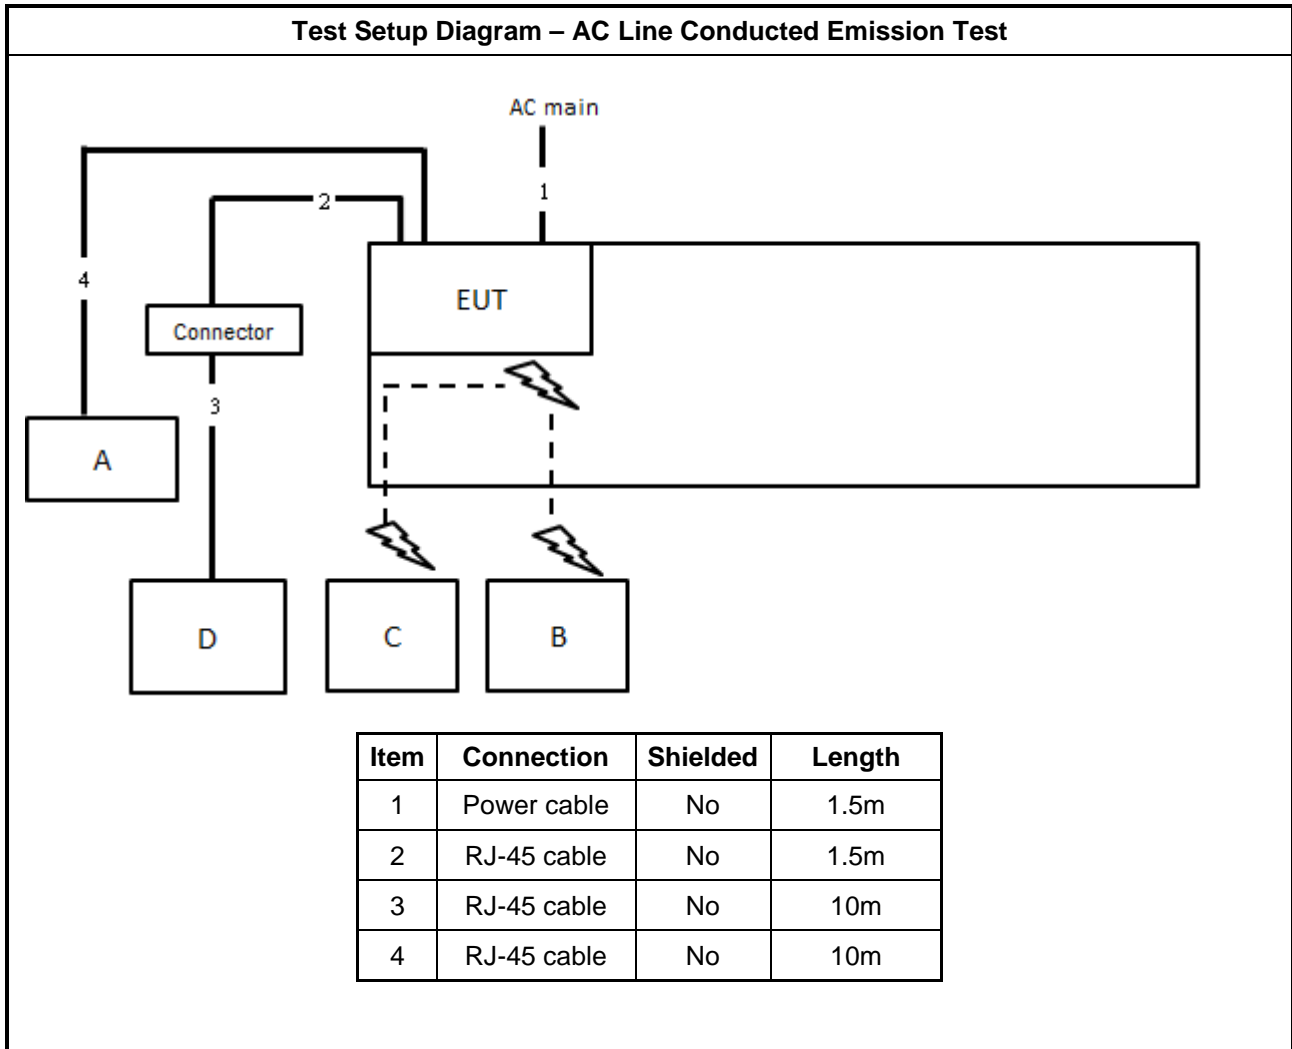 Test Setup Diagram – AC Line Conducted Emission Test
AC main
1
2
4
EUT
Connector
3
A
D
C
B
Item Connection Shielded Length
1 Power cable No 1.5m
2 RJ-45 cable No 1.5m
3 RJ-45 cable No 10m
4 RJ-45 cable No 10m